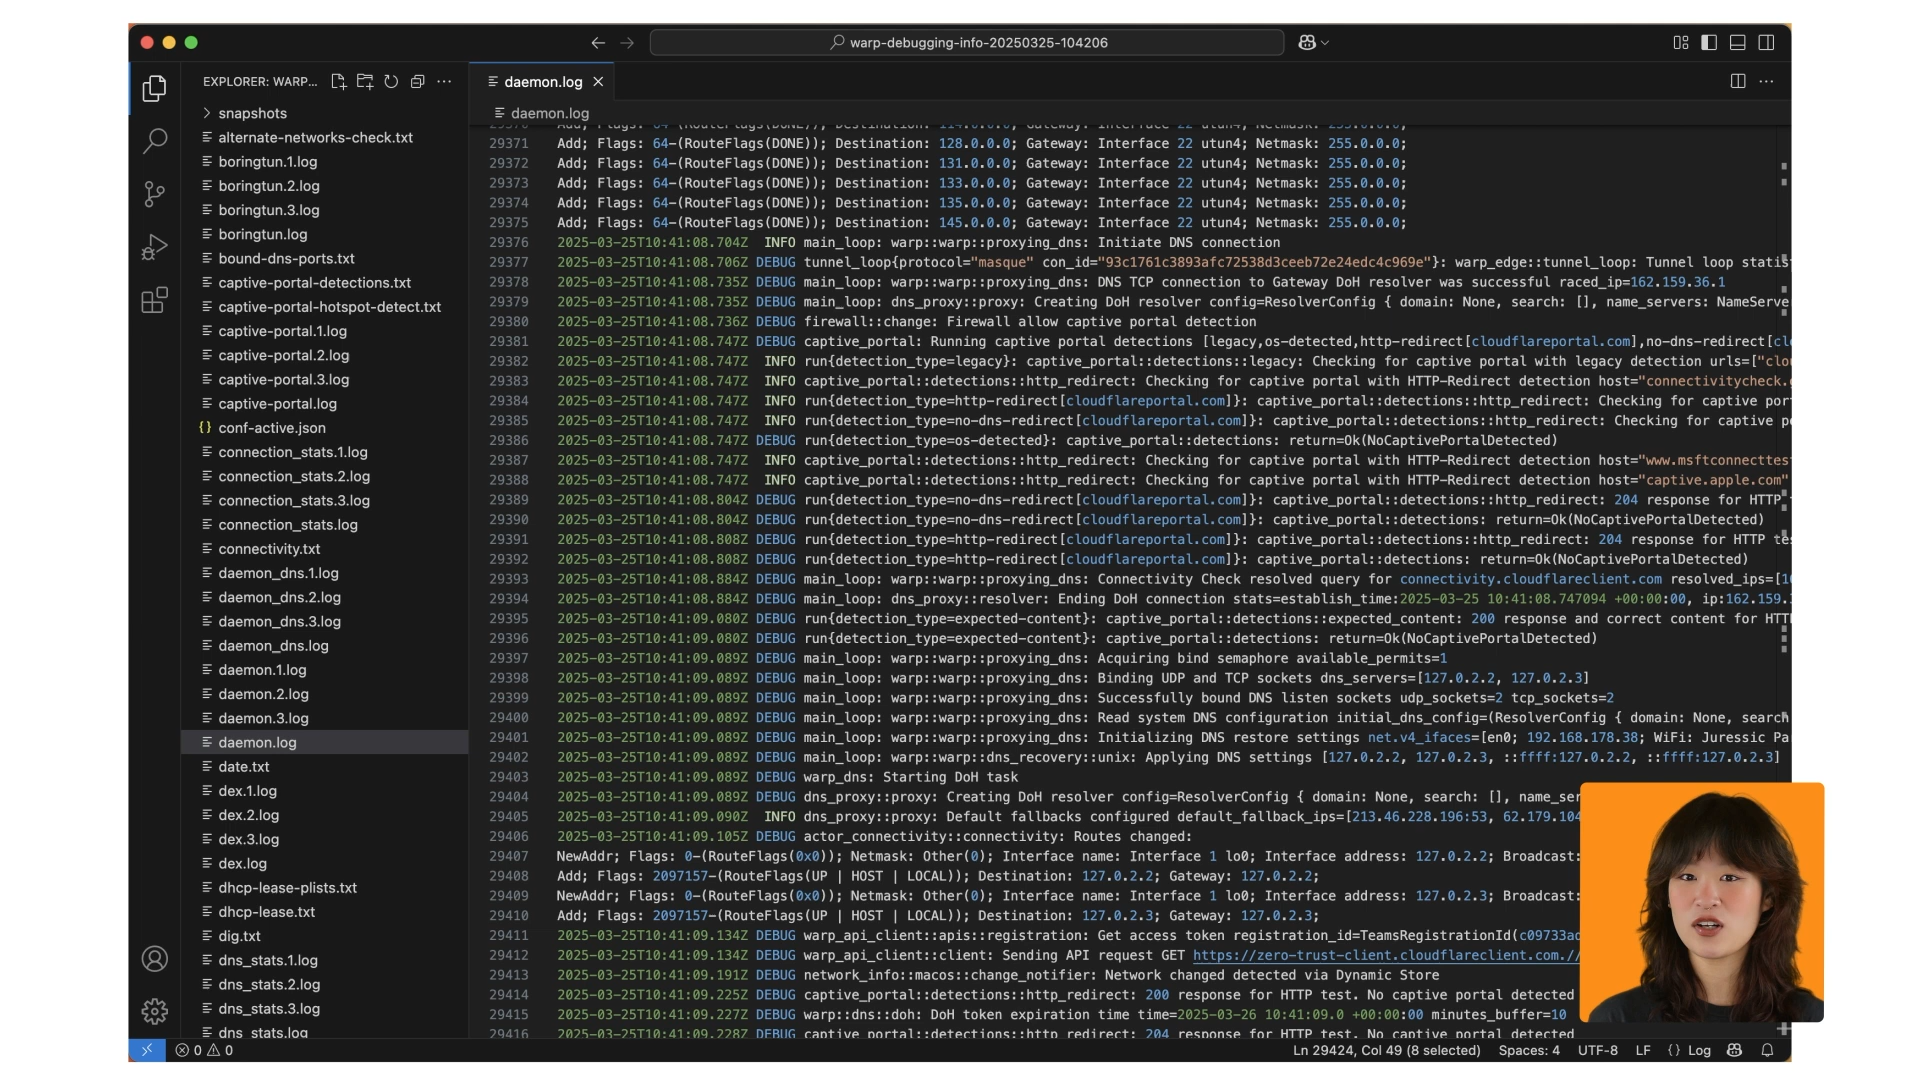 warp-debugging-info-20250325-104206
EXPLORER: WARP...
daemon.log
snapshots
alternate-networks-check.txt
boringtun.1.log
boringtun.2.log
boringtun.3.log
boringtun.log
bound-dns-ports.txt
captive-portal-detections.txt
captive-portal-hotspot-detect.txt
captive-portal.1.log
captive-portal.2.log
captive-portal.3.log
captive-portal.log
{} conf-active.json
connection_stats.1.log
connection_stats.2.log
connection_stats.3.log
connection_stats.log
connectivity.txt
daemon_dns.1.log
daemon_dns.2.log
daemon_dns.3.log
daemon_dns.log
daemon.1.log
daemon.2.log
daemon.3.log
daemon.log
date.txt
dex.1.log
dex.2.log
dex.3.log
dex.log
dhcp-lease-plists.txt
dhcp-lease.txt
dig.txt
dns_stats.1.log
dns_stats.2.log
dns_stats.3.log
dns_stats.log
daemon.log
29371 Add; Flags: 64-(RouteFlags(DONE)); Destination: 128.0.0.0; Gateway: Interface 22 utun4; Netmask: 255.0.0.0;
29372 Add; Flags: 64-(RouteFlags(DONE)); Destination: 131.0.0.0; Gateway: Interface 22 utun4; Netmask: 255.0.0.0;
29373 Add; Flags: 64-(RouteFlags(DONE)); Destination: 133.0.0.0; Gateway: Interface 22 utun4; Netmask: 255.0.0.0;
29374 Add; Flags: 64-(RouteFlags(DONE)); Destination: 135.0.0.0; Gateway: Interface 22 utun4; Netmask: 255.0.0.0;
29375 Add; Flags: 64-(RouteFlags(DONE)); Destination: 145.0.0.0; Gateway: Interface 22 utun4; Netmask: 255.0.0.0;
29376 2025-03-25T10:41:08.704Z INFO main_loop: warp::warp::proxying_dns: Initiate DNS connection
29377 2025-03-25T10:41:08.706Z DEBUG tunnel_loop{protocol="masque" con_id="93c1761c3893afc72538d3ceeb72e24edc4c969e"}: warp_edge::tunnel_loop: Tunnel loop statis
29378 2025-03-25T10:41:08.735Z DEBUG main_loop: warp::warp::proxying_dns: DNS TCP connection to Gateway DoH resolver was successful raced_ip=162.159.36.1
29379 2025-03-25T10:41:08.735Z DEBUG main_loop: dns_proxy::proxy: Creating DoH resolver config=ResolverConfig { domain: None, search: [], name_servers: NameServe
29380 2025-03-25T10:41:08.736Z DEBUG firewall::change: Firewall allow captive portal detection
29381 2025-03-25T10:41:08.747Z DEBUG captive_portal: Running captive portal detections [legacy,os-detected,http-redirect[cloudflareportal.com],no-dns-redirect[cl
29382 2025-03-25T10:41:08.747Z INFO run{detection_type=legacy}: captive_portal::detections::legacy: Checking for captive portal with legacy detection urls=["clo
29383 2025-03-25T10:41:08.747Z INFO captive_portal::detections::http_redirect: Checking for captive portal with HTTP-Redirect detection host="connectivitycheck.
29384 2025-03-25T10:41:08.747Z INFO run{detection_type=http-redirect[cloudflareportal.com]}: captive_portal::detections::http_redirect: Checking for captive por
29385 2025-03-25T10:41:08.747Z INFO run{detection_type=no-dns-redirect[cloudflareportal.com]}: captive_portal::detections::http_redirect: Checking for captive p
29386 2025-03-25T10:41:08.747Z DEBUG run{detection_type=os-detected}: captive_portal::detections: return=Ok(NoCaptivePortalDetected)
29387 2025-03-25T10:41:08.747Z INFO captive_portal::detections::http_redirect: Checking for captive portal with HTTP-Redirect detection host="www.msftconnecttes
29388 2025-03-25T10:41:08.747Z INFO captive_portal::detections::http_redirect: Checking for captive portal with HTTP-Redirect detection host="captive.apple.com"
29389 2025-03-25T10:41:08.804Z DEBUG run{detection_type=no-dns-redirect[cloudflareportal.com]}: captive_portal::detections::http_redirect: 204 response for HTTP
29390 2025-03-25T10:41:08.804Z DEBUG run{detection_type=no-dns-redirect[cloudflareportal.com]}: captive_portal::detections: return=Ok(NoCaptivePortalDetected)
29391 2025-03-25T10:41:08.808Z DEBUG run{detection_type=http-redirect[cloudflareportal.com]}: captive_portal::detections::http_redirect: 204 response for HTTP tes
29392 2025-03-25T10:41:08.808Z DEBUG run{detection_type=http-redirect[cloudflareportal.com]}: captive_portal::detections: return=Ok(NoCaptivePortalDetected)
29393 2025-03-25T10:41:08.884Z DEBUG main_loop: warp::warp::proxying_dns: Connectivity Check resolved query for connectivity.cloudflareclient.com resolved_ips=[1
29394 2025-03-25T10:41:08.884Z DEBUG main_loop: dns_proxy::resolver: Ending DoH connection stats=establish_time:2025-03-25 10:41:08.747094 +00:00:00, ip:162.159.
29395 2025-03-25T10:41:09.080Z DEBUG run{detection_type=expected-content}: captive_portal::detections::expected_content: 200 response and correct content for HTT
29396 2025-03-25T10:41:09.080Z DEBUG run{detection_type=expected-content}: captive_portal::detections: return=Ok(NoCaptivePortalDetected)
29397 2025-03-25T10:41:09.089Z DEBUG main_loop: warp::warp::proxying_dns: Acquiring bind semaphore available_permits=1
29398 2025-03-25T10:41:09.089Z DEBUG main_loop: warp::warp::proxying_dns: Binding UDP and TCP sockets dns_servers=[127.0.2.2, 127.0.2.3]
29399 2025-03-25T10:41:09.089Z DEBUG main_loop: warp::warp::proxying_dns: Successfully bound DNS listen sockets udp_sockets=2 tcp_sockets=2
29400 2025-03-25T10:41:09.089Z DEBUG main_loop: warp::warp::proxying_dns: Read system DNS configuration initial_dns_config=(ResolverConfig { domain: None, search
29401 2025-03-25T10:41:09.089Z DEBUG main_loop: warp::warp::proxying_dns: Initializing DNS restore settings net.v4_ifaces=[en0; 192.168.178.38; WiFi: Juressic Pa
29402 2025-03-25T10:41:09.089Z DEBUG main_loop: warp::warp::dns_recovery::unix: Applying DNS settings [127.0.2.2, 127.0.2.3, ::ffff:127.0.2.2, ::ffff:127.0.2.3]
29403 2025-03-25T10:41:09.089Z DEBUG warp_dns: Starting DoH task
29404 2025-03-25T10:41:09.089Z DEBUG dns_proxy::proxy: Creating DoH resolver config=ResolverConfig { domain: None, search: [], name_ser
29405 2025-03-25T10:41:09.090Z INFO dns_proxy::proxy: Default fallbacks configured default_fallback_ips=[213.46.228.196:53, 62.179.104
29406 2025-03-25T10:41:09.105Z DEBUG actor_connectivity::connectivity: Routes changed:
29407 NewAddr; Flags: 0-(RouteFlags(0x0)); Netmask: Other(0); Interface name: Interface 1 lo0; Interface address: 127.0.2.2; Broadcast:
29408 Add; Flags: 2097157-(RouteFlags(UP | HOST | LOCAL)); Destination: 127.0.2.2; Gateway: 127.0.2.2;
29409 NewAddr; Flags: 0-(RouteFlags(0x0)); Netmask: Other(0); Interface name: Interface 1 lo0; Interface address: 127.0.2.3; Broadcast:
29410 Add; Flags: 2097157-(RouteFlags(UP | HOST | LOCAL)); Destination: 127.0.2.3; Gateway: 127.0.2.3;
29411 2025-03-25T10:41:09.134Z DEBUG warp_api_client::apis::registration: Get access token registration_id=TeamsRegistrationId(c09733ad
29412 2025-03-25T10:41:09.134Z DEBUG warp_api_client::client: Sending API request GET https://zero-trust-client.cloudflareclient.com.//
29413 2025-03-25T10:41:09.191Z DEBUG network_info::macos::change_notifier: Network changed detected via Dynamic Store
29414 2025-03-25T10:41:09.225Z DEBUG captive_portal::detections::http_redirect: 200 response for HTTP test. No captive portal detected
29415 2025-03-25T10:41:09.227Z DEBUG warp::dns::doh: DoH token expiration time time=2025-03-26 10:41:09.0 +00:00:00 minutes_buffer=10
29416 2025-03-25T10:41:09.228Z DEBUG captive_portal::detections::http_redirect: 204 response for HTTP test. No captive portal detected
0 0
Ln 29424, Col 49 (8 selected) Spaces: 4 UTF-8 LF {} Log